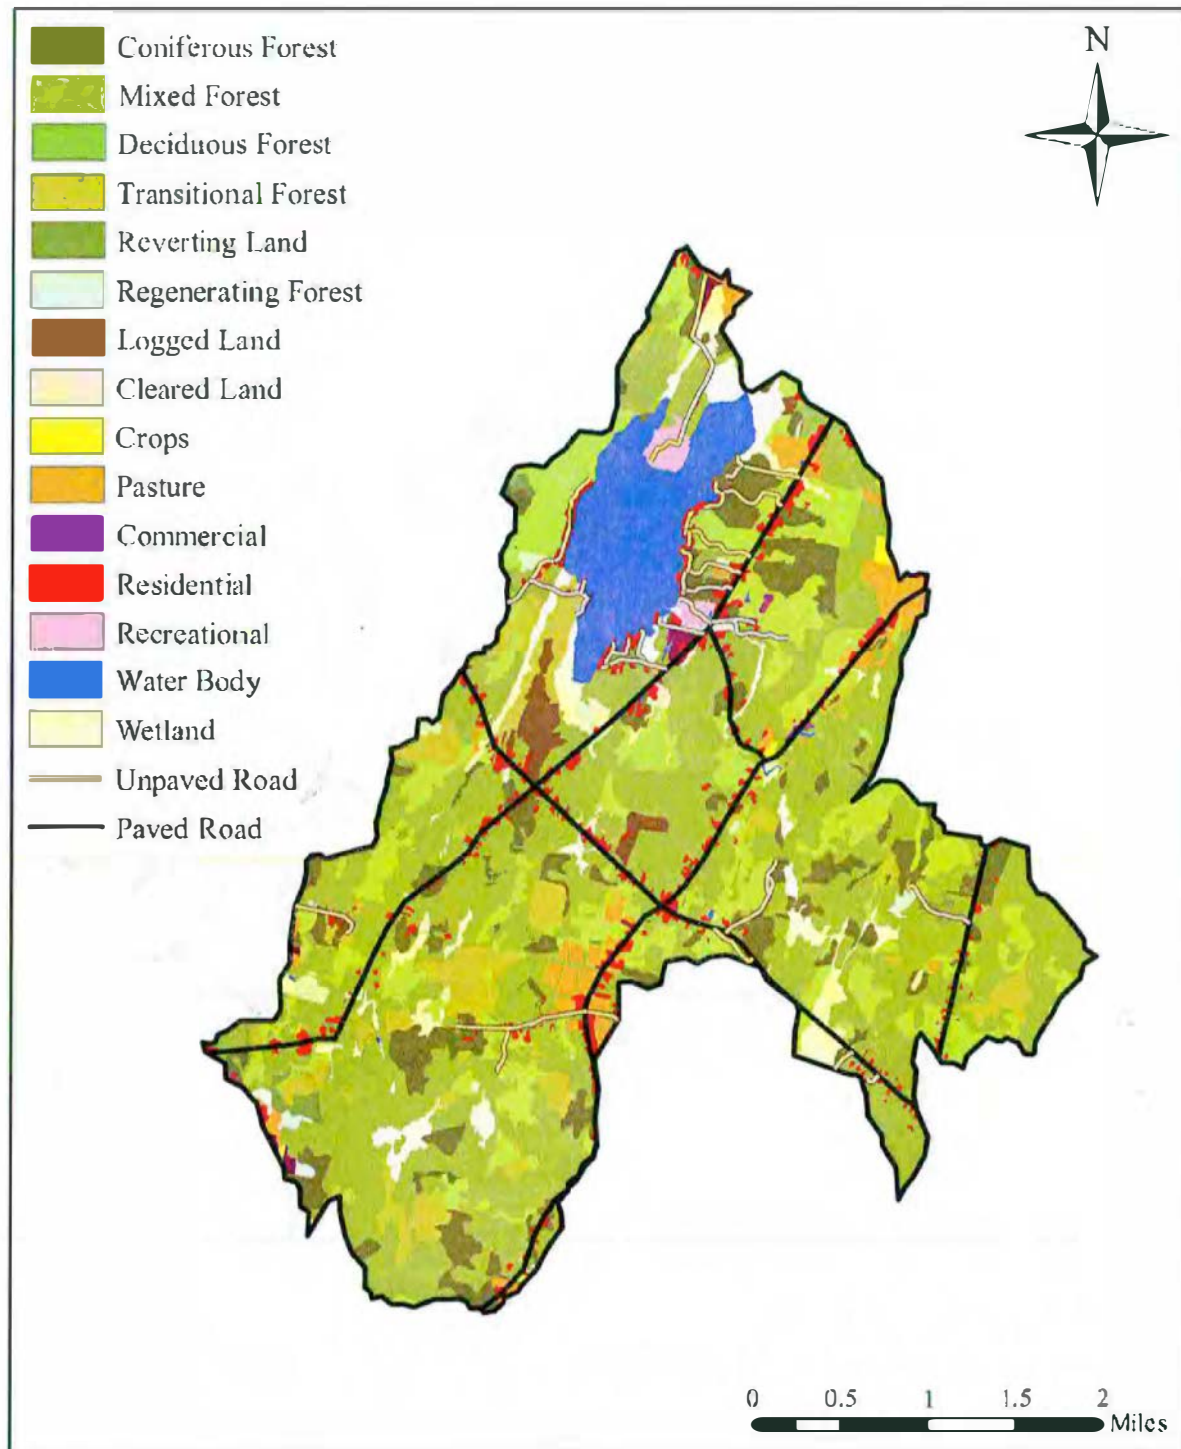 Coniferous Forest
Mixed Forest
Deciduous Forest
Transitional Forest
Reverting Land
Regenerating Forest
Logged Land
Cleared Land
Crops
Pasture
Commercial
Residential
Recreational
Water Body
Wetland
Unpaved Road
Paved Road
N
0 0.5 1 1.5 2
Miles